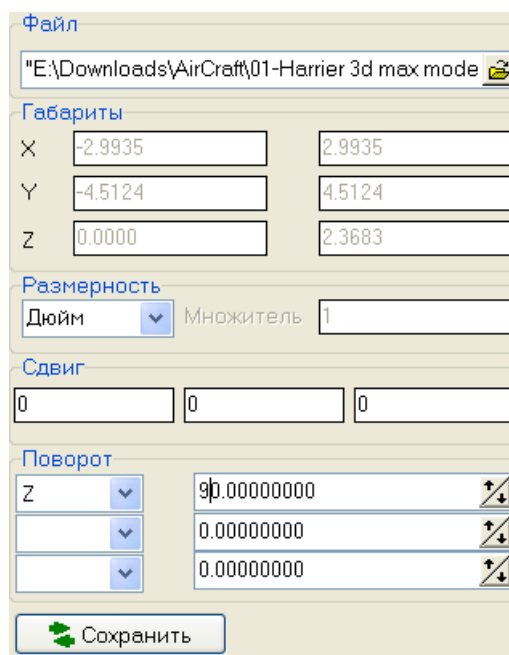 Файл
"E:\Downloads\AirCraft\01-Harrier 3d max mode
Габариты
X -2.9935 2.9935
Y -4.5124 4.5124
Z 0.0000 2.3683
Размерность
Дюйм Множитель 1
Сдвиг
0 0 0
Поворот
Z 90.00000000
0.00000000
0.00000000
Сохранить